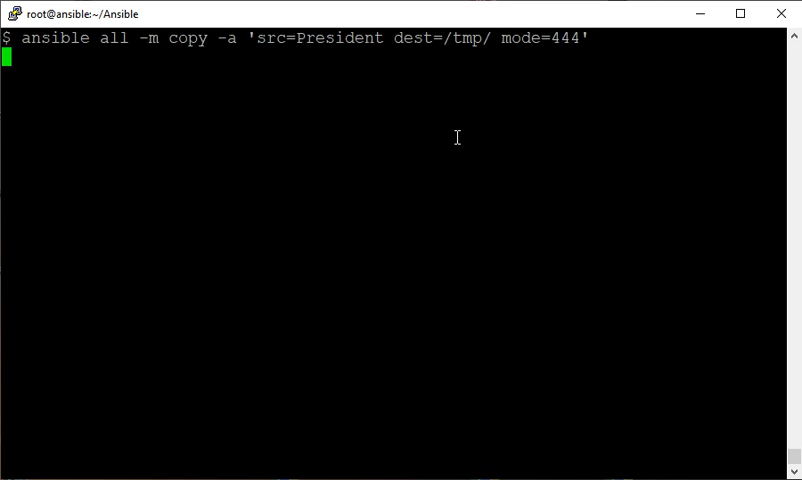 root@ansible:~/Ansible
$ ansible all -m copy -a 'src=President dest=/tmp/ mode=444'